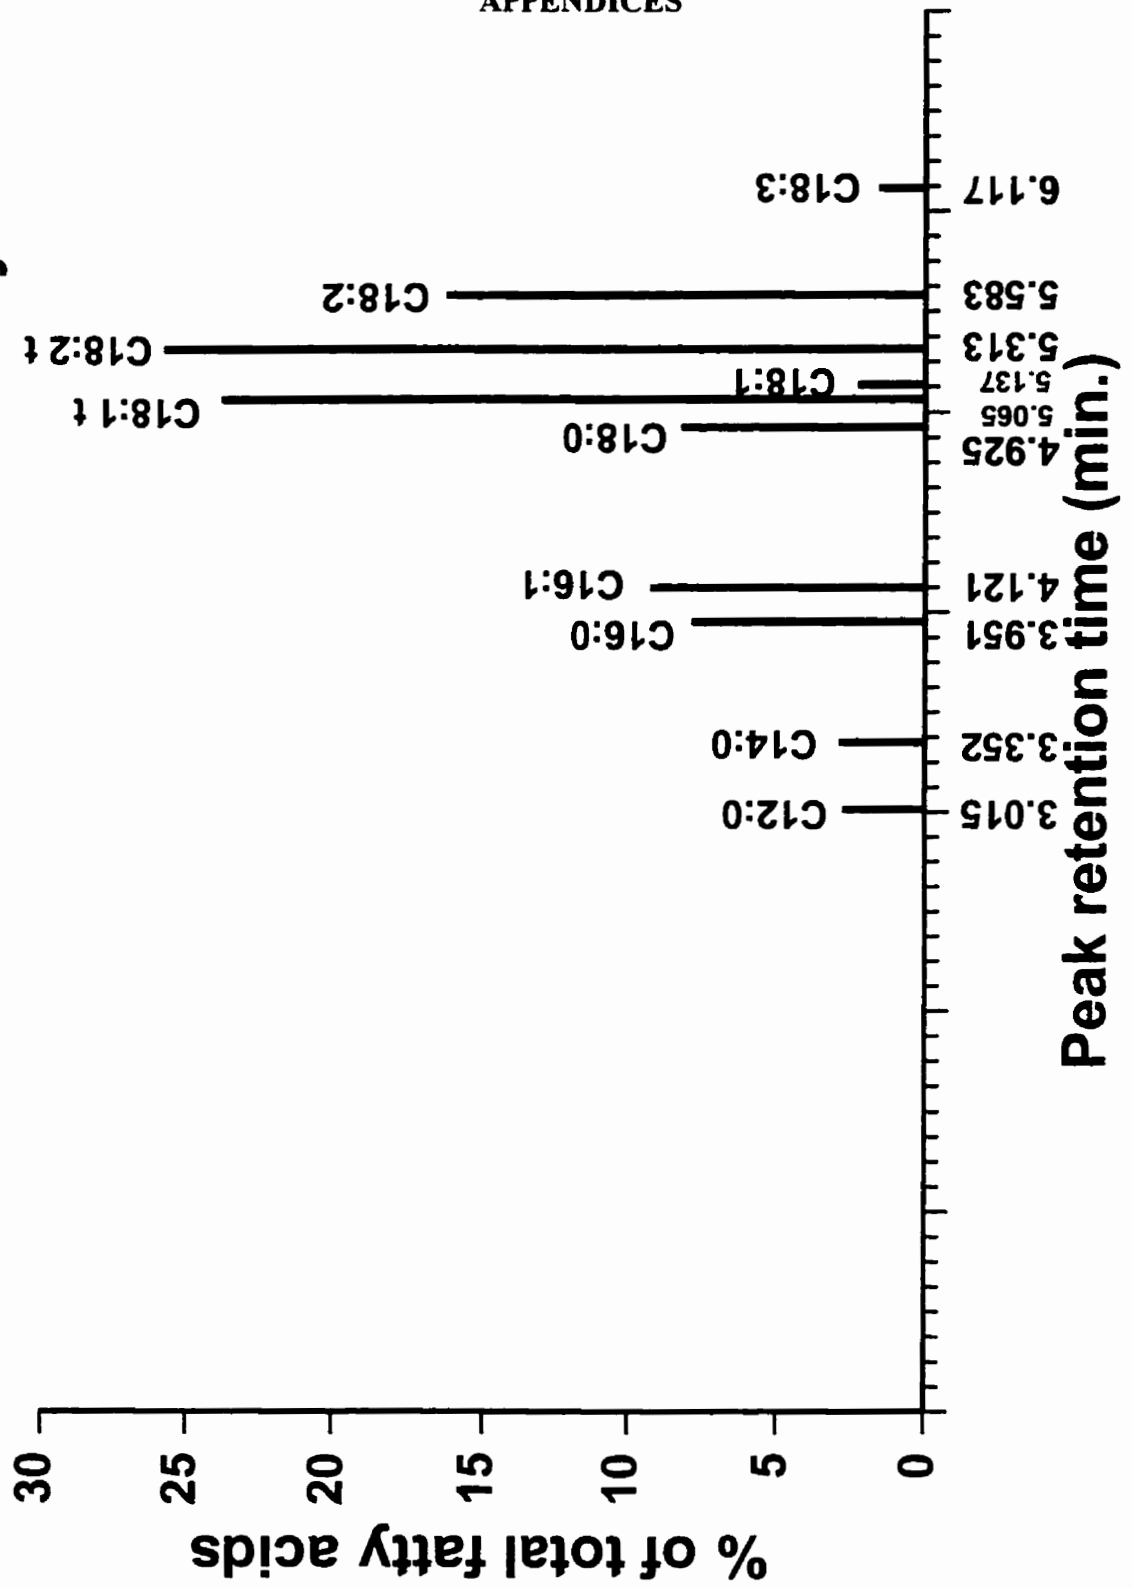 APPENDICES
% of total fatty acids
30
25
20
15
10
5
0
C12:0
C14:0
C16:0
C16:1
C18:0
C18:1 t
C18:1
C18:2 t
C18:2
C18:3
3.015
3.352
3.951
4.121
4.925
5.065
5.137
5.313
5.583
6.117
Peak retention time (min.)